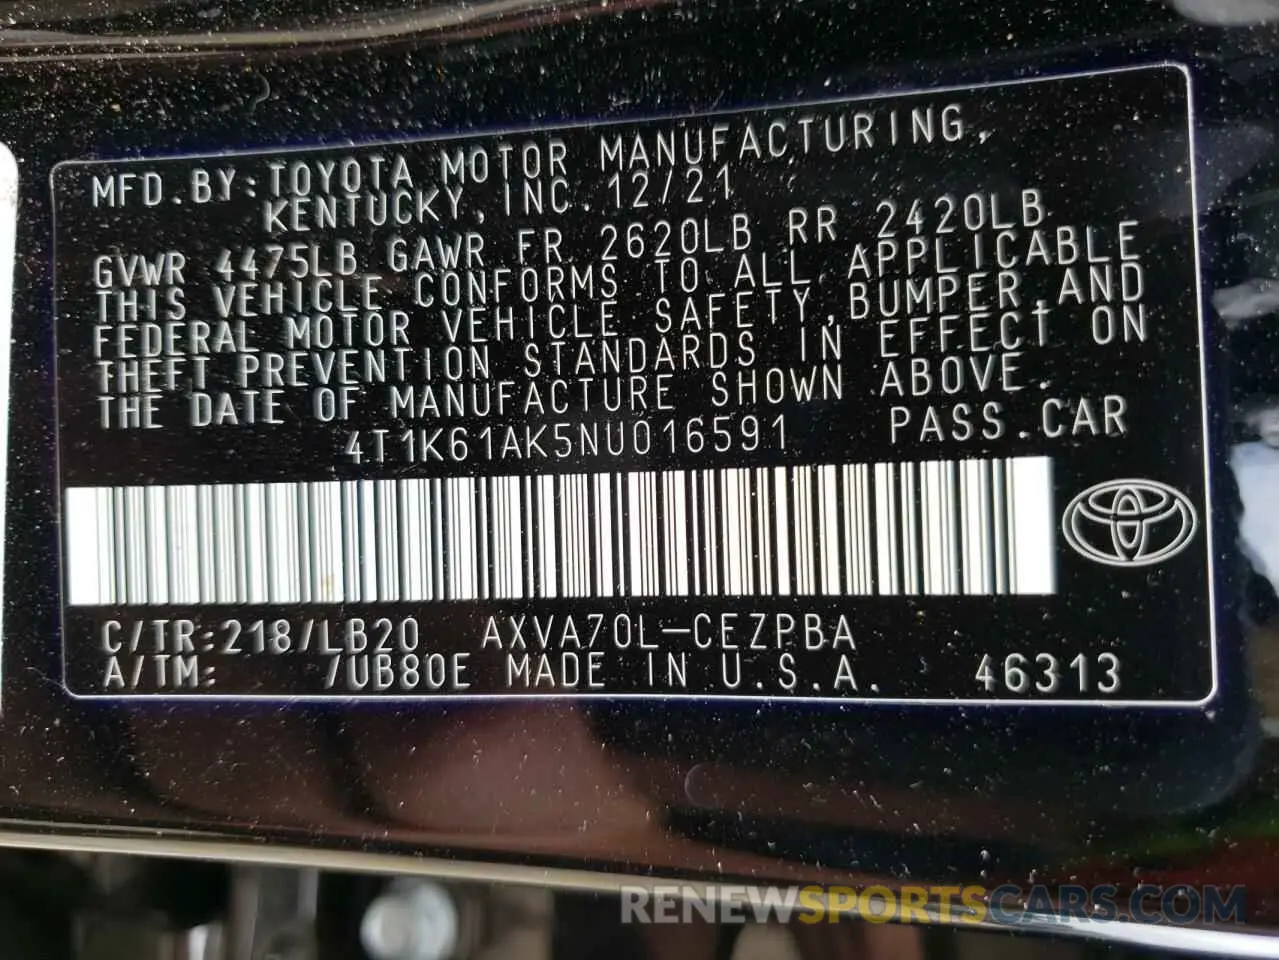 MFD.BY:TOYOTA MOTOR MANUFACTURING,
KENTUCKY, INC. 12/21
GVWR 4475LB GAWR FR 2620LB RR 2420LB
THIS VEHICLE CONFORMS TO ALL APPLICABLE
FEDERAL MOTOR VEHICLE SAFETY,BUMPER,AND
THEFT PREVENTION STANDARDS IN EFFECT ON
THE DATE OF MANUFACTURE SHOWN ABOVE.
4T1K61AK5NU016591 PASS.CAR
C/TR:218/LB20 AXVA70L-CEZPBA
A/TM: /UB80E MADE IN U.S.A. 46313
RENEWSPORTSCARS.COM